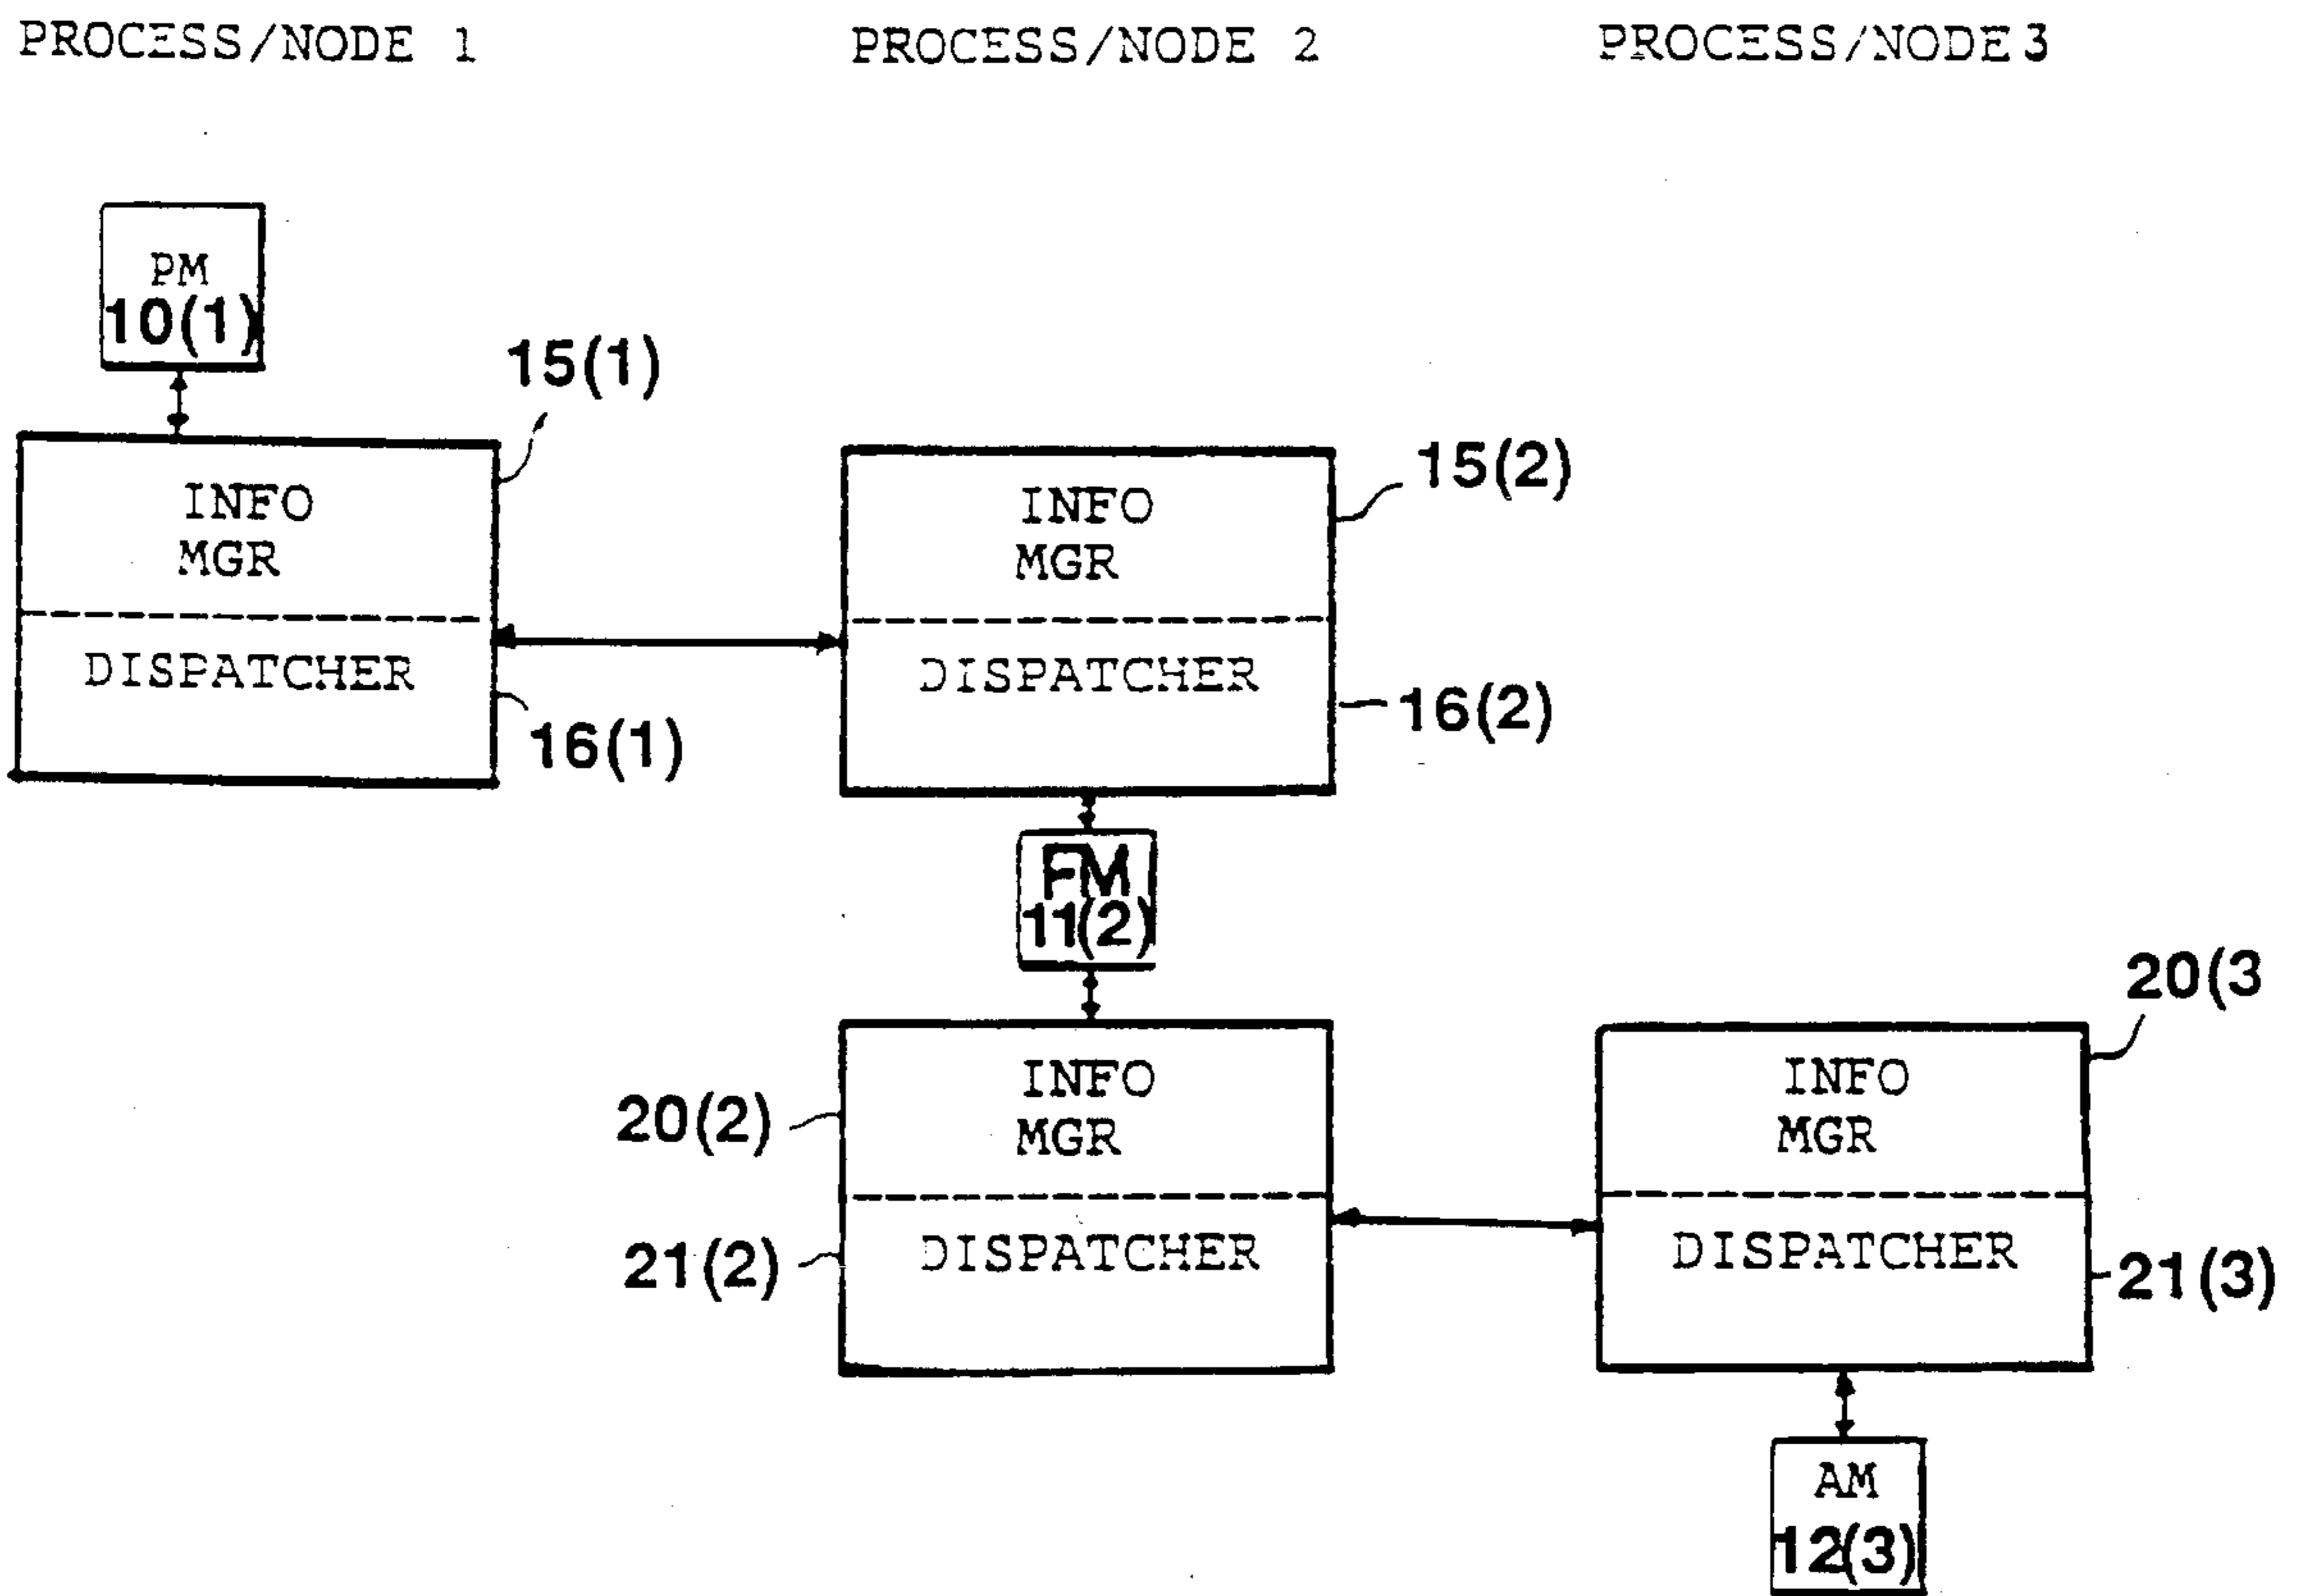 PROCESS/NODE 1
PROCESS/NODE 2
PROCESS/NODE 3
PM
10(1)
15(1)
INFO
MGR
DISPATCHER
16(1)
INFO
MGR
15(2)
DISPATCHER
16(2)
FM
11(2)
INFO
MGR
20(2)
DISPATCHER
21(2)
20(3
INFO
MGR
DISPATCHER
21(3)
AM
12(3)